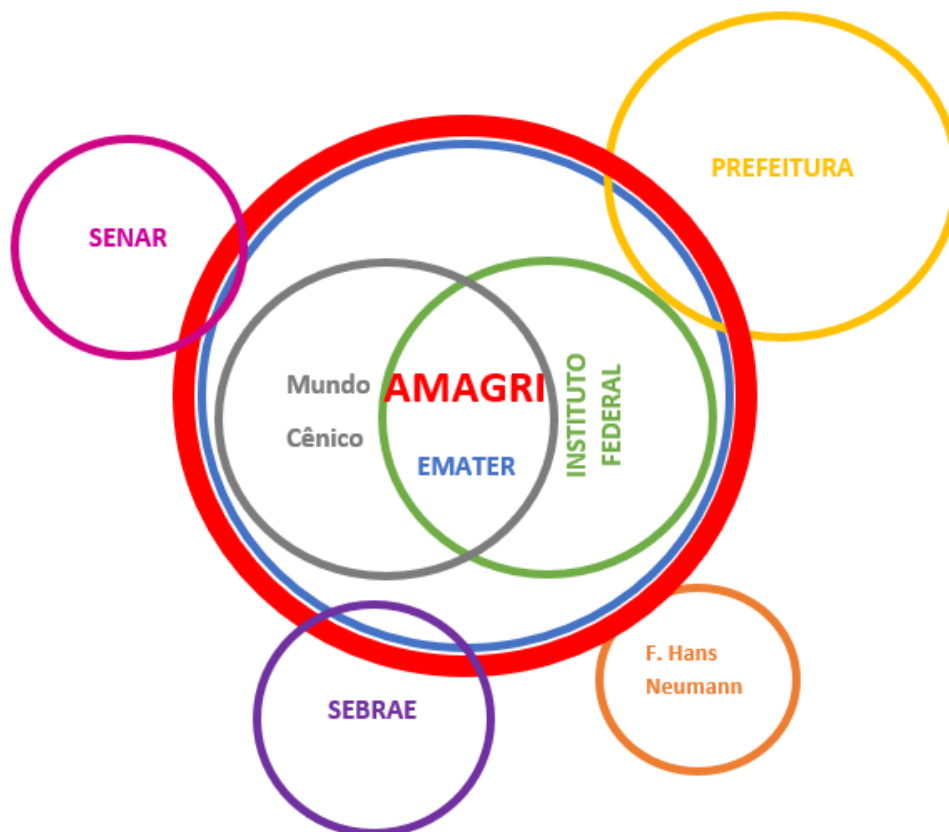 PREFEITURA
SENAR
Mundo
Cênico
AMAGRI
EMATER
INSTITUTO
FEDERAL
F. Hans
Neumann
SEBRAE